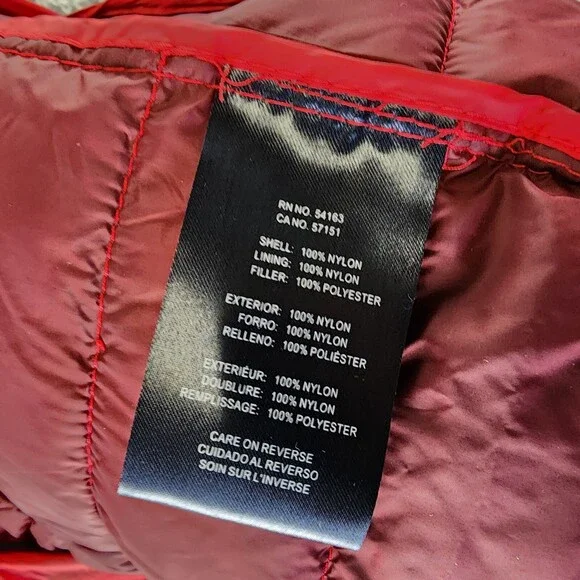 RN NO. 54163
CA NO. 57151
SHELL: 100% NYLON
LINING: 100% NYLON
FILLER: 100% POLYESTER
EXTERIOR: 100% NYLON
FORRO: 100% NYLON
RELLENO: 100% POLIÉSTER
EXTERIEUR: 100% NYLON
DOUBLURE: 100% NYLON
REMPLISSAGE: 100% POLYESTER
CARE ON REVERSE
CUIDADO AL REVERSO
SOIN SUR L'INVERSE